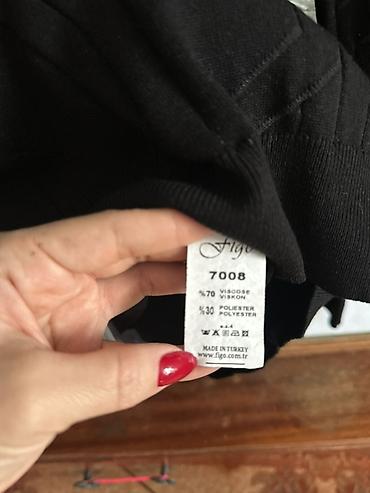 Figo
7008
%70 VISCOSE
VISKON
%30 POLIESTER
POLYESTER
MADE IN TURKEY
www.figo.com.tr